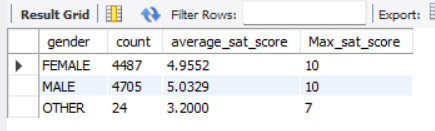 Result Grid Filter Rows: Export:
gender count average_sat_score Max_sat_score
FEMALE 4487 4.9552 10
MALE 4705 5.0329 10
OTHER 24 3.2000 7